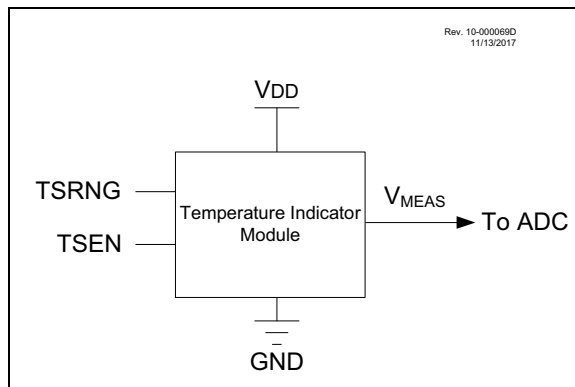 Rev. 10-000069D
11/13/2017
VDD
TSRNG
TSEN
Temperature Indicator
Module
VMEAS
To ADC
GND